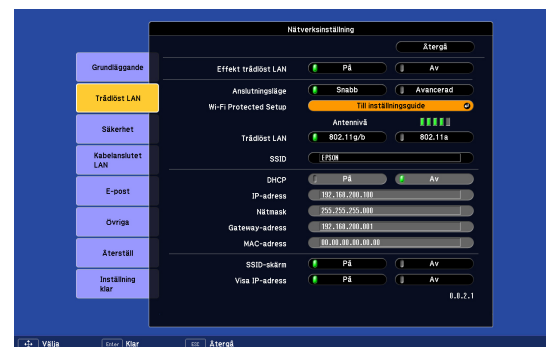 Nätverksinställning
Återgå
Grundläggande
Trådlöst LAN
Säkerhet
Kabelanslutet
LAN
E-post
Övriga
Återställ
Inställning
klar
Effekt trådlöst LAN På Av
Anslutningsläge Snabb Avancerad
Wi-Fi Protected Setup Till inställningsguide
Antennivå
Trådlöst LAN 802.11g/b 802.11a
SSID EPSON
DHCP På Av
IP-adress 192.168.200.100
Nätmask 255.255.255.000
Gateway-adress 192.168.200.001
MAC-adress 00.00.00.00.00.00
SSID-skärm På Av
Visa IP-adress På Av
0.0.2.1
Välja Enter Klar ESC Återgå